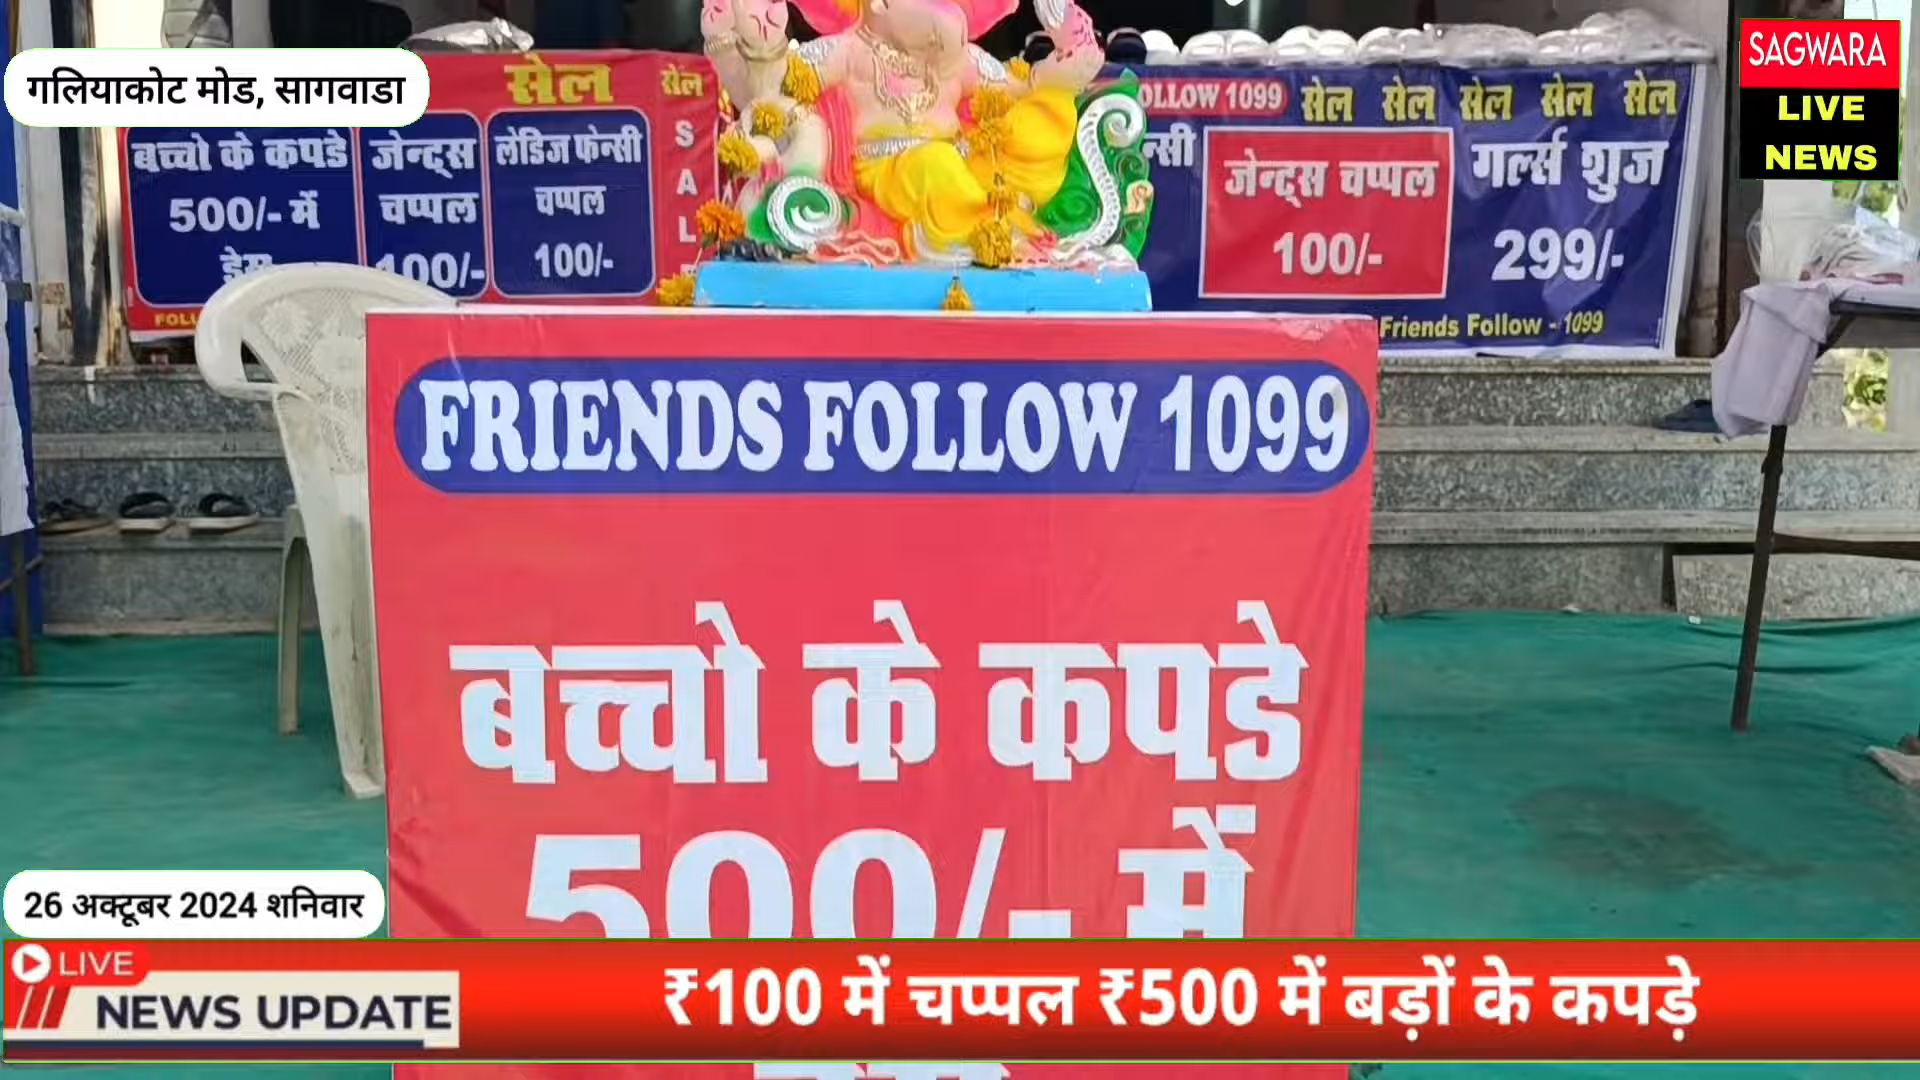 गलियाकोट मोड, सागवाडा
SAGWARA
LIVE
NEWS
सेल
सेल
बच्चो के कपडे
500/- में
जेन्ट्स
चप्पल
100/-
लेडिज फेन्सी
चप्पल
100/-
S
A
L
OLLOW 1099
सेल सेल सेल सेल सेल
न्सी
जेन्ट्स चप्पल
100/-
गर्ल्स शुज
299/-
Friends Follow - 1099
FRIENDS FOLLOW 1099
बच्चो के कपडे
500/- में
26 अक्टूबर 2024 शनिवार
LIVE
NEWS UPDATE
₹100 में चप्पल ₹500 में बड़ों के कपड़े